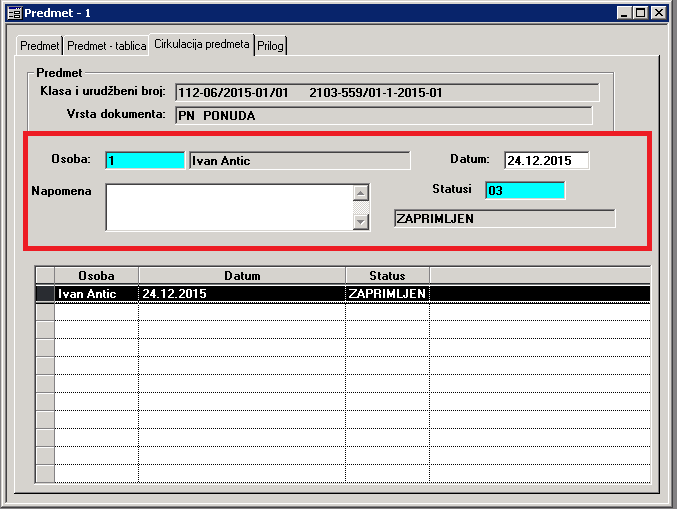 Predmet - 1
Predmet Predmet - tablica Cirkulacija predmeta Prilog
Predmet
Klasa i urudžbeni broj: 112-06/2015-01/01 2103-559/01-1-2015-01
Vrsta dokumenta: PN PONUDA
Osoba: 1 Ivan Antic Datum: 24.12.2015
Napomena Statusi 03
ZAPRIMLJEN
Osoba Datum Status
Ivan Antic 24.12.2015 ZAPRIMLJEN